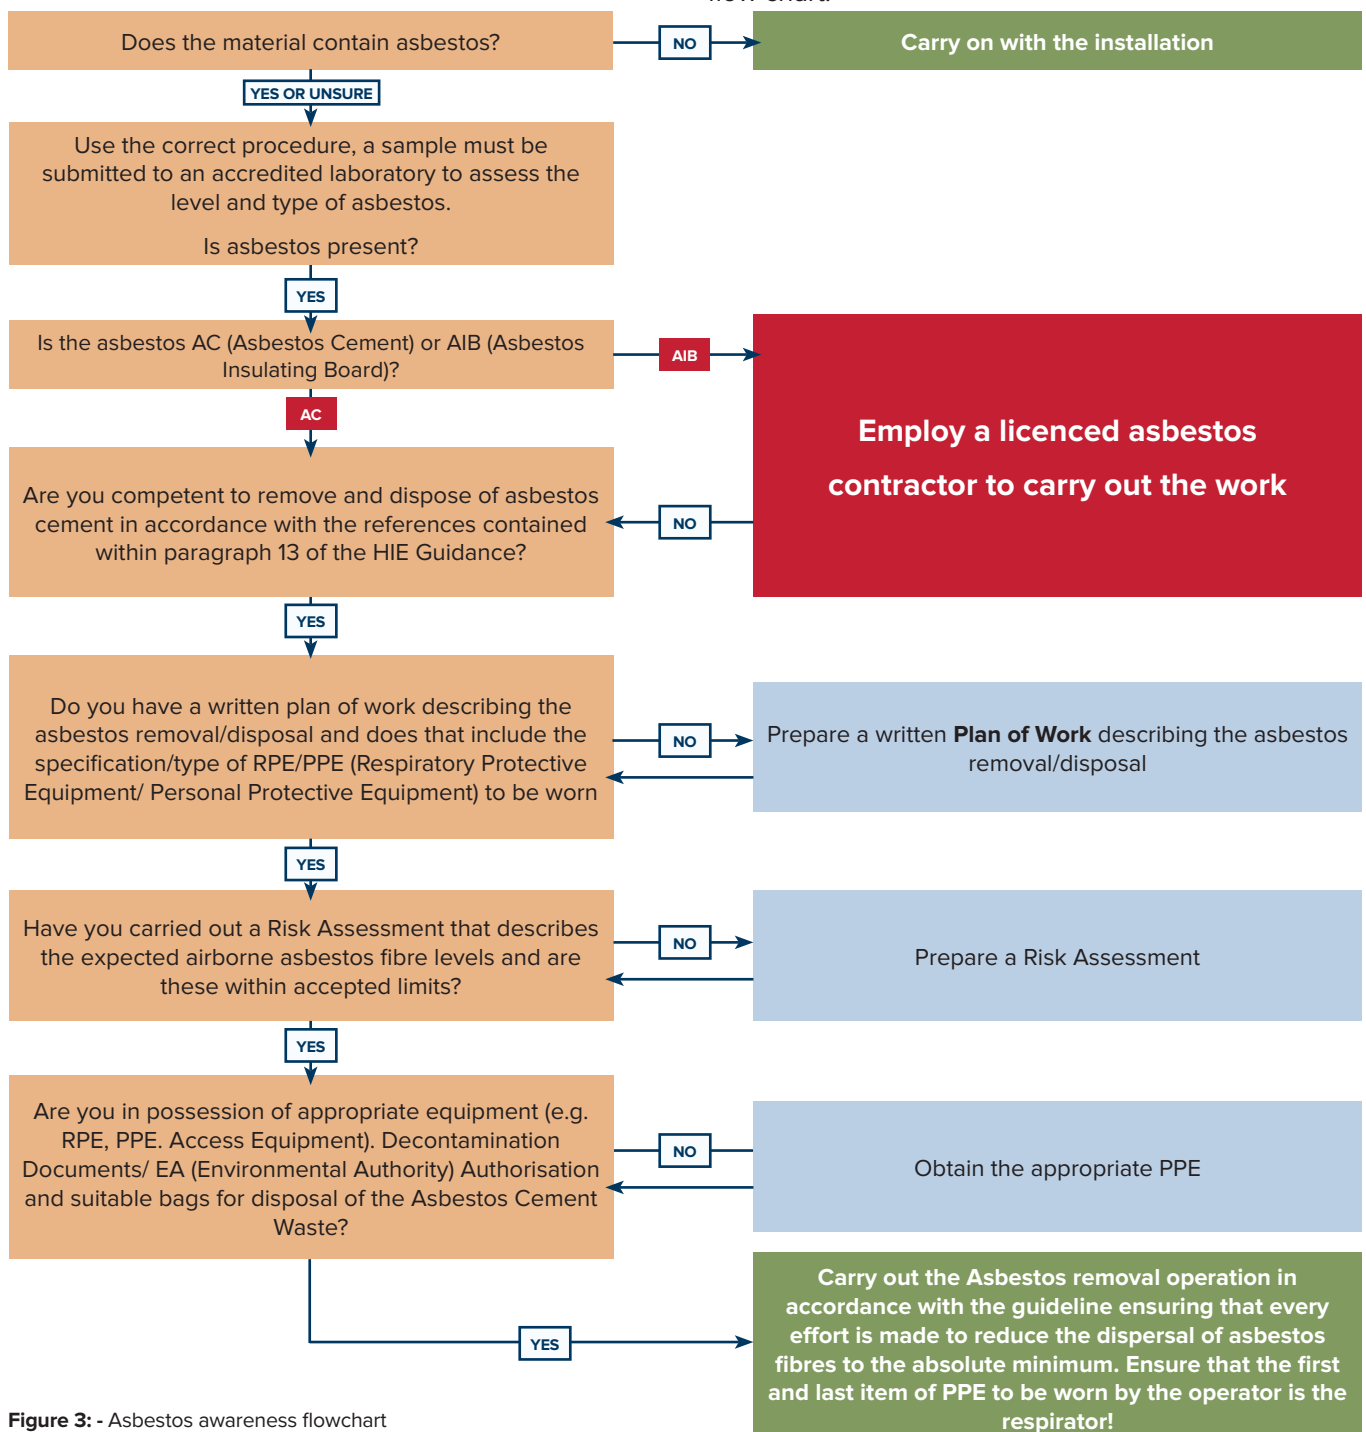 flow chart.
Does the material contain asbestos?
NO
Carry on with the installation
YES OR UNSURE
Use the correct procedure, a sample must be
submitted to an accredited laboratory to assess the
level and type of asbestos.
Is asbestos present?
YES
Is the asbestos AC (Asbestos Cement) or AIB (Asbestos
Insulating Board)?
AIB
Employ a licenced asbestos
contractor to carry out the work
AC
Are you competent to remove and dispose of asbestos
cement in accordance with the references contained
within paragraph 13 of the HIE Guidance?
NO
YES
Do you have a written plan of work describing the
asbestos removal/disposal and does that include the
specification/type of RPE/PPE (Respiratory Protective
Equipment/ Personal Protective Equipment) to be worn
NO
Prepare a written Plan of Work describing the asbestos
removal/disposal
YES
Have you carried out a Risk Assessment that describes
the expected airborne asbestos fibre levels and are
these within accepted limits?
NO
Prepare a Risk Assessment
YES
Are you in possession of appropriate equipment (e.g.
RPE, PPE. Access Equipment). Decontamination
Documents/ EA (Environmental Authority) Authorisation
and suitable bags for disposal of the Asbestos Cement
Waste?
NO
Obtain the appropriate PPE
YES
Carry out the Asbestos removal operation in
accordance with the guideline ensuring that every
effort is made to reduce the dispersal of asbestos
fibres to the absolute minimum. Ensure that the first
and last item of PPE to be worn by the operator is the
respirator!
Figure 3: - Asbestos awareness flowchart